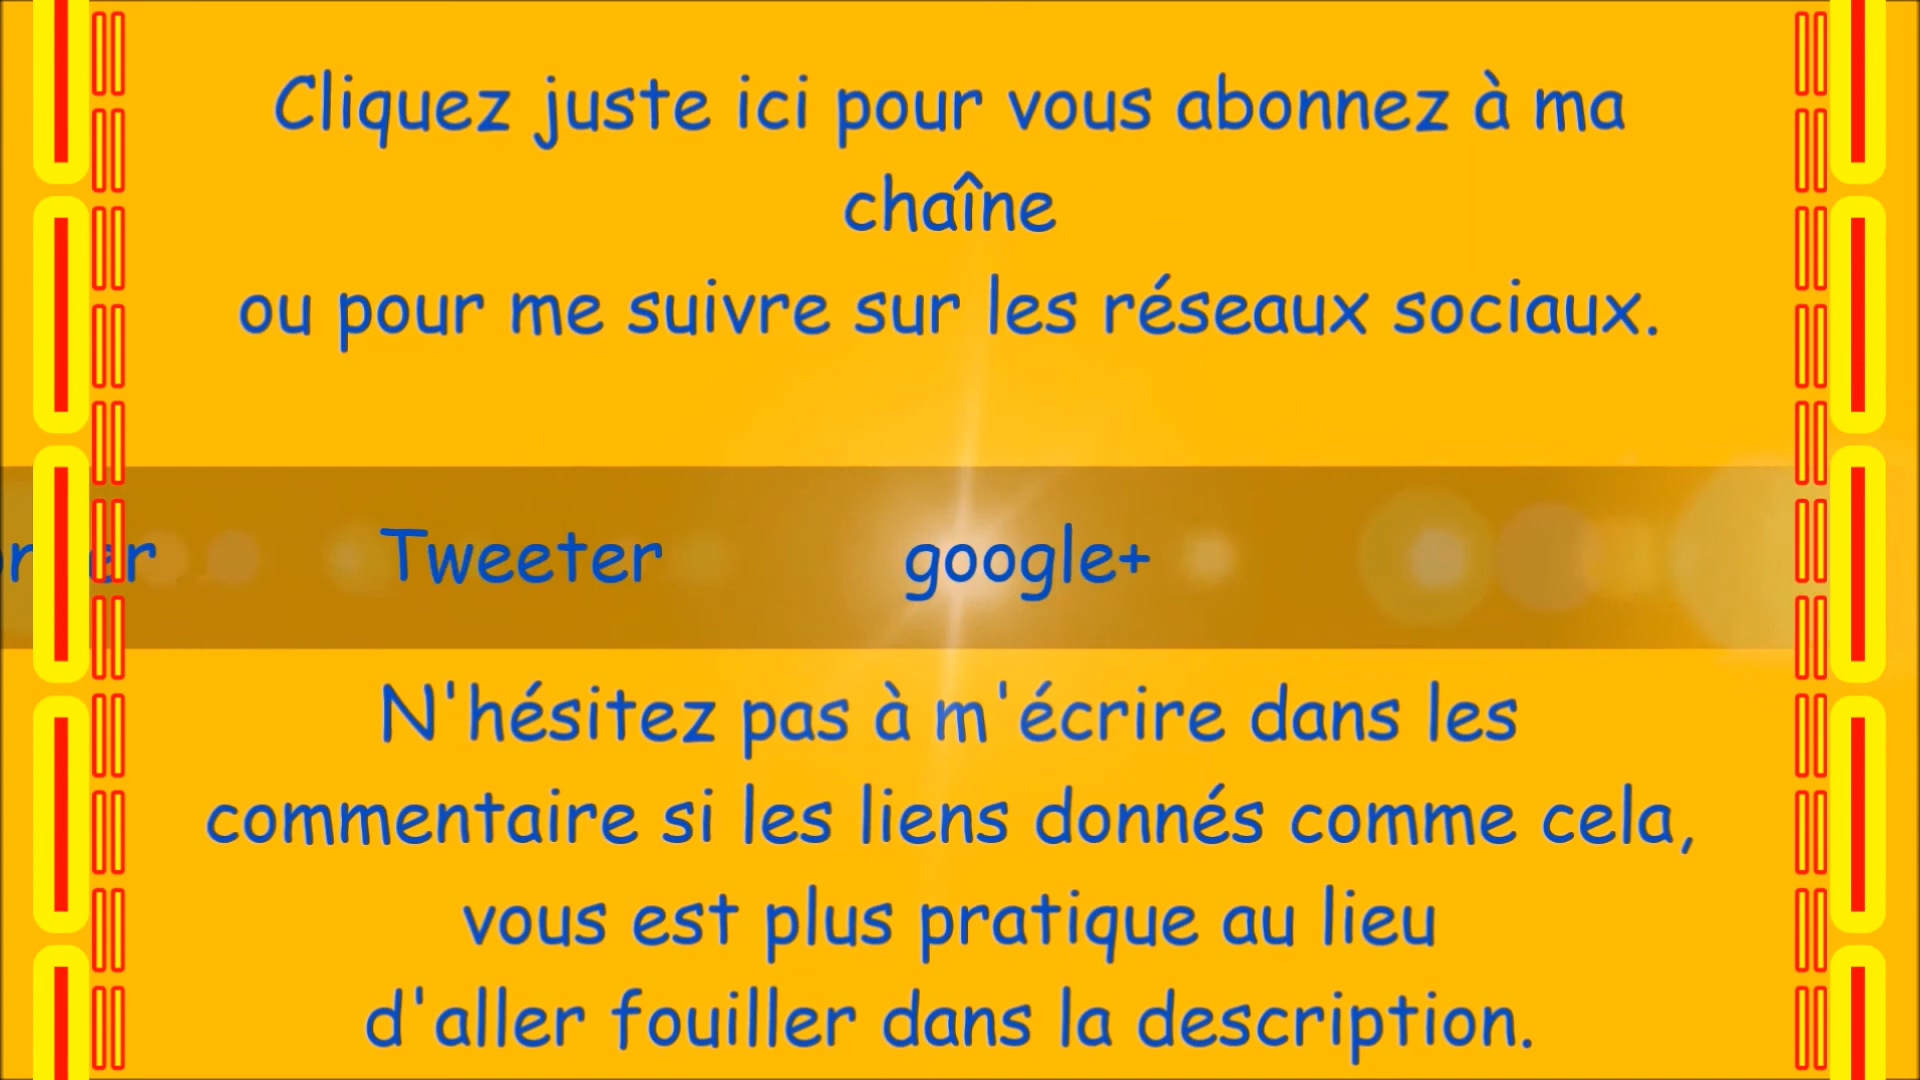 Cliquez juste ici pour vous abonnez à ma
chaîne
ou pour me suivre sur les réseaux sociaux.
Tweeter google+
N'hésitez pas à m'écrire dans les
commentaire si les liens donnés comme cela,
vous est plus pratique au lieu
d'aller fouiller dans la description.